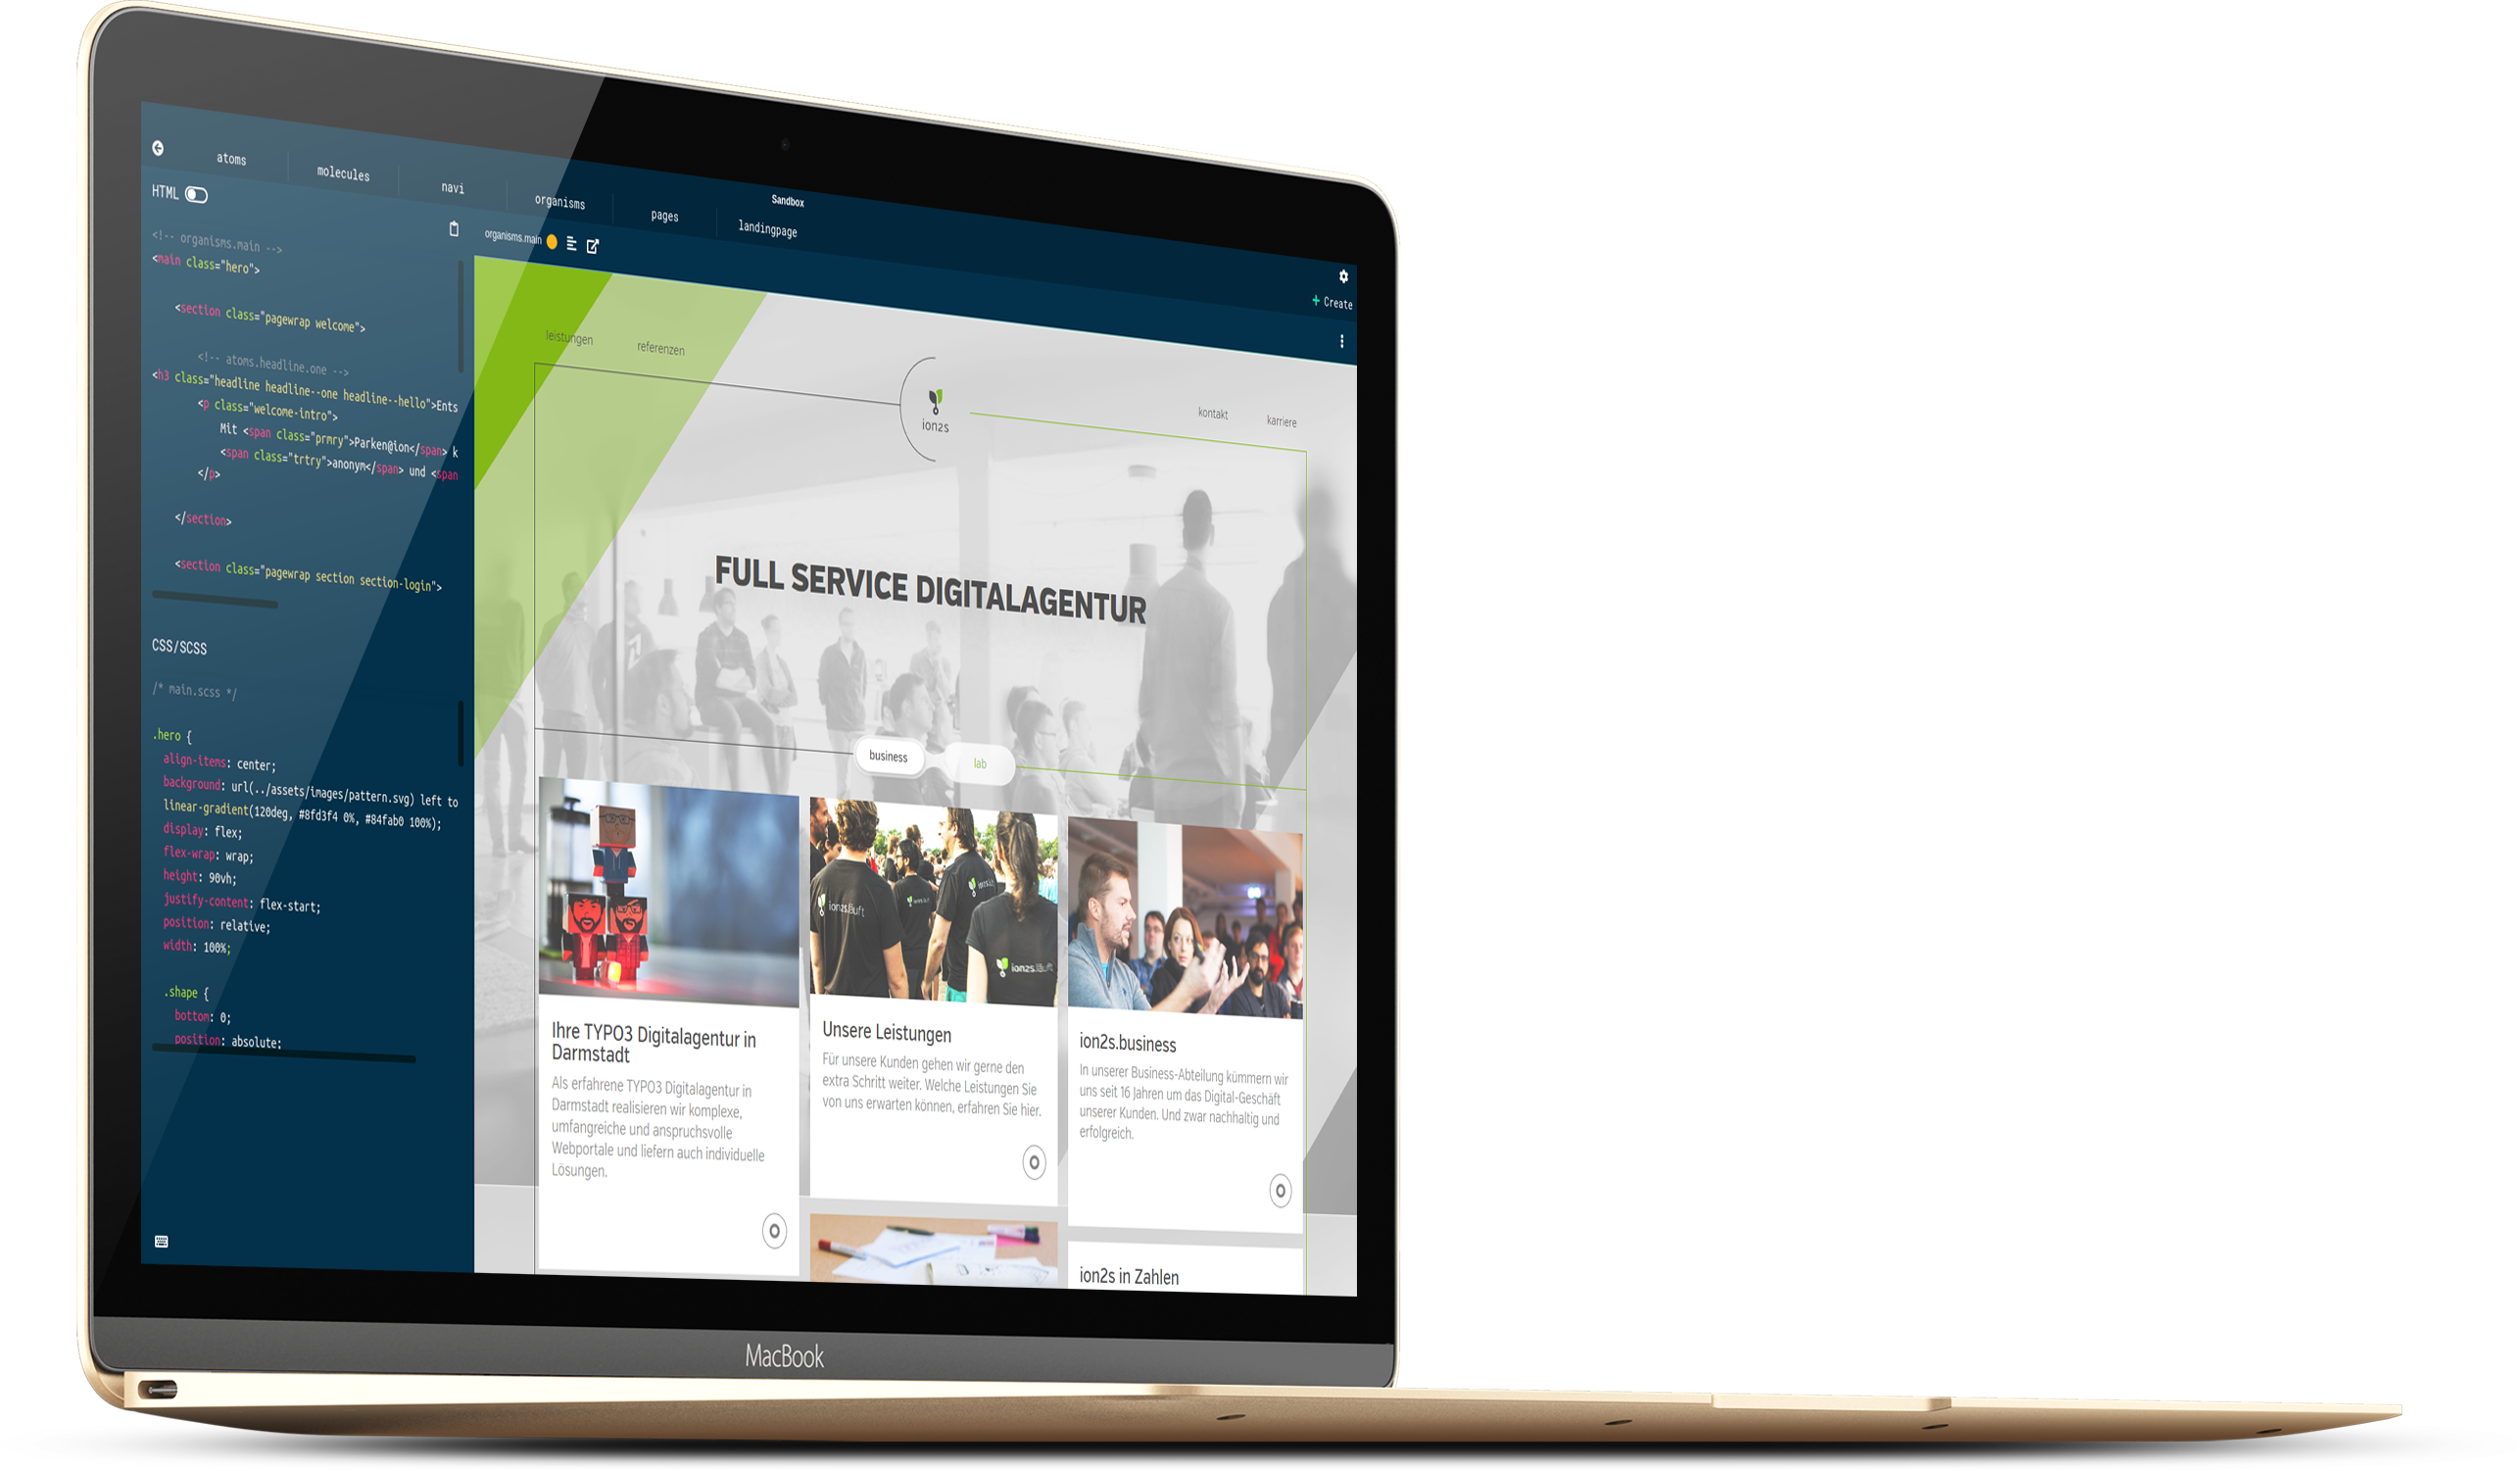 Sandbox
atoms
molecules
navi
organisms
pages
landingpage
+ Create
HTML
organisms.main
<!-- organisms.main -->
<main class="hero">
<section class="pagewrap welcome">
<!-- atoms.headline.one -->
<h3 class="headline headline--one headline--hello">Ents
<p class="welcome-intro">
Mit <span class="prmry">Parken@ion</span> k
<span class="trtry">anonym</span> und <span
</p>
</section>
<section class="pagewrap section section-login">
CSS/SCSS
/* main.scss */
.hero {
align-items: center;
background: url(../assets/images/pattern.svg) left to
linear-gradient(120deg, #8fd3f4 0%, #84fab0 100%);
display: flex;
flex-wrap: wrap;
height: 90vh;
justify-content: flex-start;
position: relative;
width: 100%;
.shape {
bottom: 0;
position: absolute;
leistungen
referenzen
ion2s
kontakt
karriere
FULL SERVICE DIGITALAGENTUR
business
lab
ion2s.läuft
ion2s.läuft
Ihre TYPO3 Digitalagentur in
Darmstadt
Als erfahrene TYPO3 Digitalagentur in
Darmstadt realisieren wir komplexe,
umfangreiche und anspruchsvolle
Webportale und liefern auch individuelle
Lösungen.
Unsere Leistungen
Für unsere Kunden gehen wir gerne den
extra Schritt weiter. Welche Leistungen Sie
von uns erwarten können, erfahren Sie hier.
ion2s.business
In unserer Business-Abteilung kümmern wir
uns seit 16 Jahren um das Digital-Geschäft
unserer Kunden. Und zwar nachhaltig und
erfolgreich.
ion2s in Zahlen
MacBook